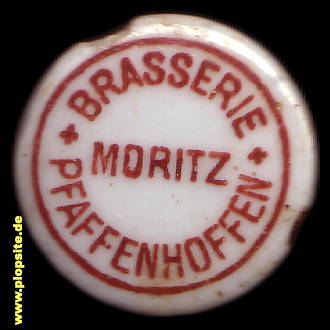 BRASSERIE
MORITZ
* PFAFFENHOFFEN *
www.plopsite.de/